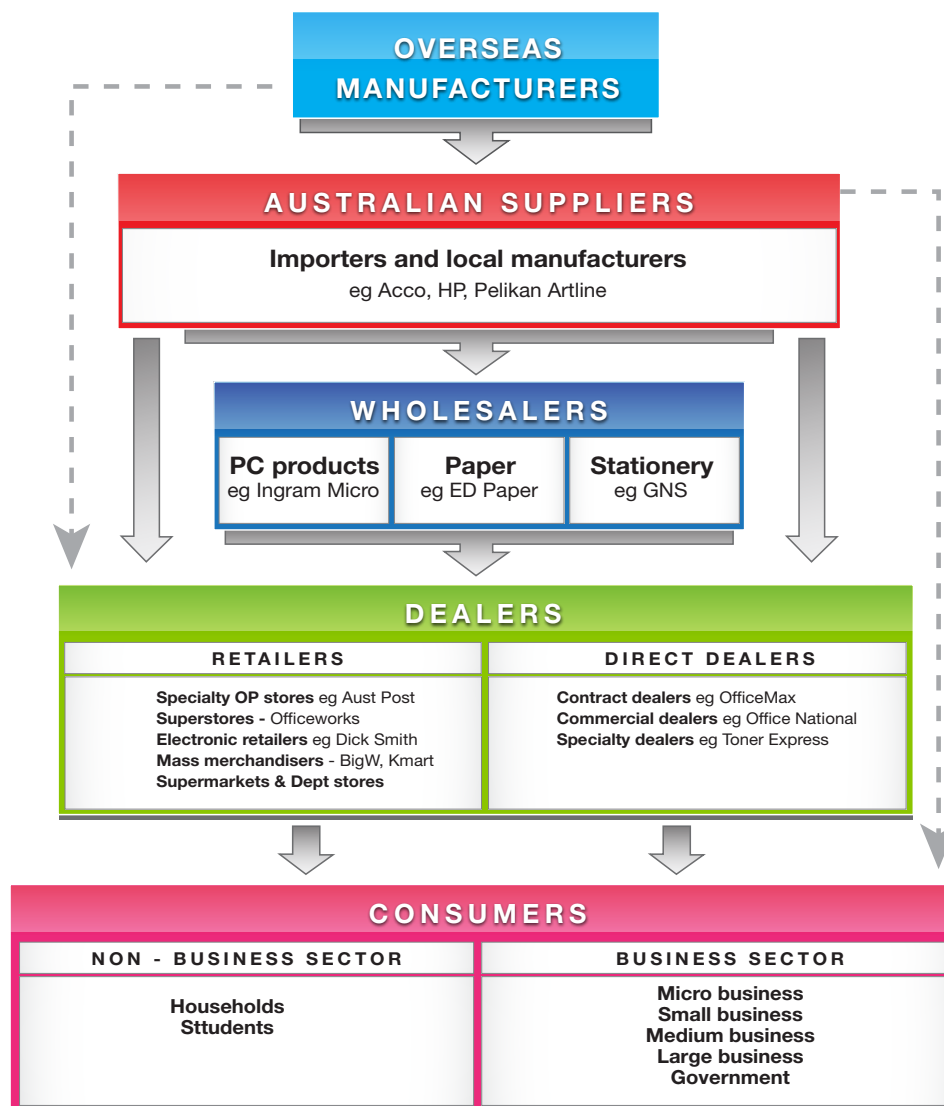 OVERSEAS
MANUFACTURERS
AUSTRALIAN SUPPLIERS
Importers and local manufacturers
eg Acco, HP, Pelikan Artline
WHOLESALERS
PC products
eg Ingram Micro
Paper
eg ED Paper
Stationery
eg GNS
DEALERS
RETAILERS
Specialty OP stores eg Aust Post
Superstores - Officeworks
Electronic retailers eg Dick Smith
Mass merchandisers - BigW, Kmart
Supermarkets & Dept stores
DIRECT DEALERS
Contract dealers eg OfficeMax
Commercial dealers eg Office National
Specialty dealers eg Toner Express
CONSUMERS
NON - BUSINESS SECTOR
Households
Sttudents
BUSINESS SECTOR
Micro business
Small business
Medium business
Large business
Government